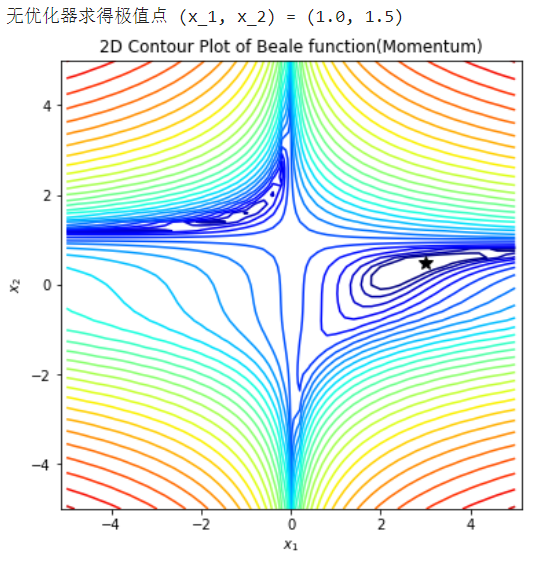 无优化器求得极值点 (x_1, x_2) = (1.0, 1.5)
2D Contour Plot of Beale function(Momentum)
4
2
0
−2
−4
x₂
−4 −2 0 2 4
x₁